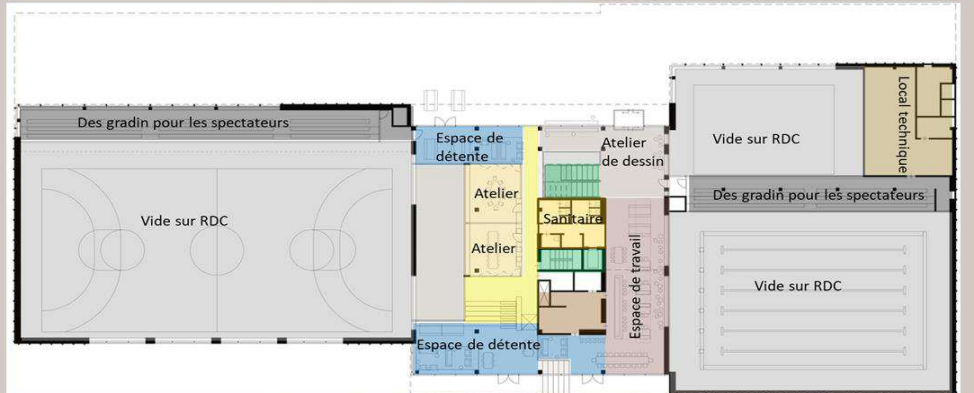 Des gradin pour les spectateurs
Vide sur RDC
Espace de
détente
Atelier
Atelier
Espace de détente
Atelier
de dessin
Sanitaire
Espace de travail
Vide sur RDC
Local technique
Des gradin pour les spectateurs
Vide sur RDC